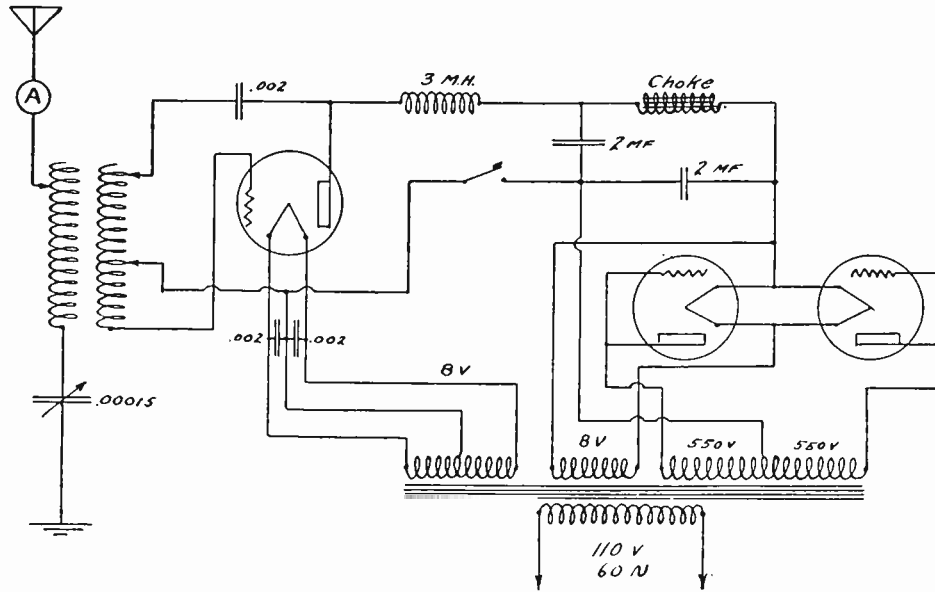 A
.002
3 M.H.
Choke
2 MF
2 MF
.002
.002
8 V
.00015
8 V
550 V
550 V
110 V
60 N